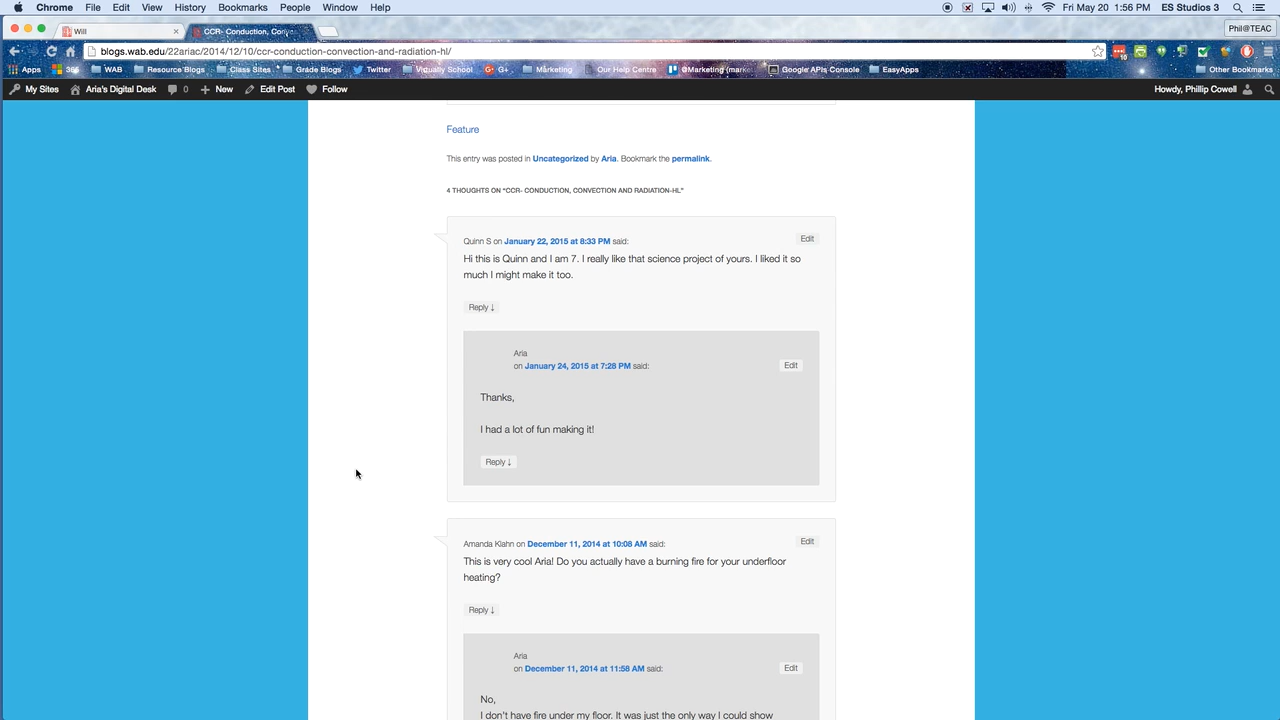 Chrome File Edit View History Bookmarks People Window Help Fri May 20 1:56 PM ES Studios 3
Will CCR- Conduction, Conve Phil@TEAC
blogs.wab.edu/22ariac/2014/12/10/ccr-conduction-convection-and-radiation-hl/
Apps 365 WAB Resource Blogs Class Sites Grade Blogs Twitter Virtually School G+ Marketing Our Help Centre @Marketing (mark Google APIs Console EasyApps Other Bookmarks
My Sites Aria's Digital Desk 0 New Edit Post Follow Howdy, Phillip Cowell
Feature
This entry was posted in Uncategorized by Aria. Bookmark the permalink.
4 THOUGHTS ON “CCR- CONDUCTION, CONVECTION AND RADIATION-HL”
Quinn S on January 22, 2015 at 8:33 PM said: Edit
Hi this is Quinn and I am 7. I really like that science project of yours. I liked it so
much I might make it too.
Reply ↓
Aria
on January 24, 2015 at 7:28 PM said: Edit
Thanks,
I had a lot of fun making it!
Reply ↓
Amanda Klahn on December 11, 2014 at 10:08 AM said: Edit
This is very cool Aria! Do you actually have a burning fire for your underfloor
heating?
Reply ↓
Aria
on December 11, 2014 at 11:58 AM said: Edit
No,
I don't have fire under my floor. It was just the only way I could show